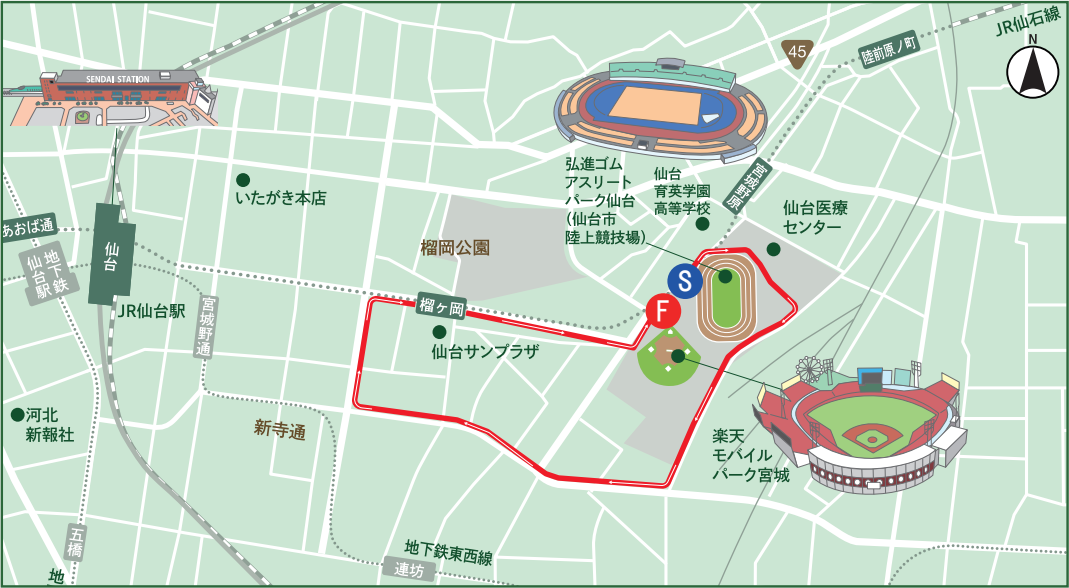 JR仙石線
N
45
陸前原ノ町
SENDAI STATION
弘進ゴム
アスリート
パーク仙台
(仙台市
陸上競技場)
仙台
育英学園
高等学校
宮城野原
仙台医療
センター
いたがき本店
あおば通
地下鉄
仙台駅
仙台
榴岡公園
S
F
JR仙台駅
宮城野通
榴ヶ岡
仙台サンプラザ
河北
新報社
新寺通
楽天
モバイル
パーク宮城
五橋
地下鉄東西線
連坊
地